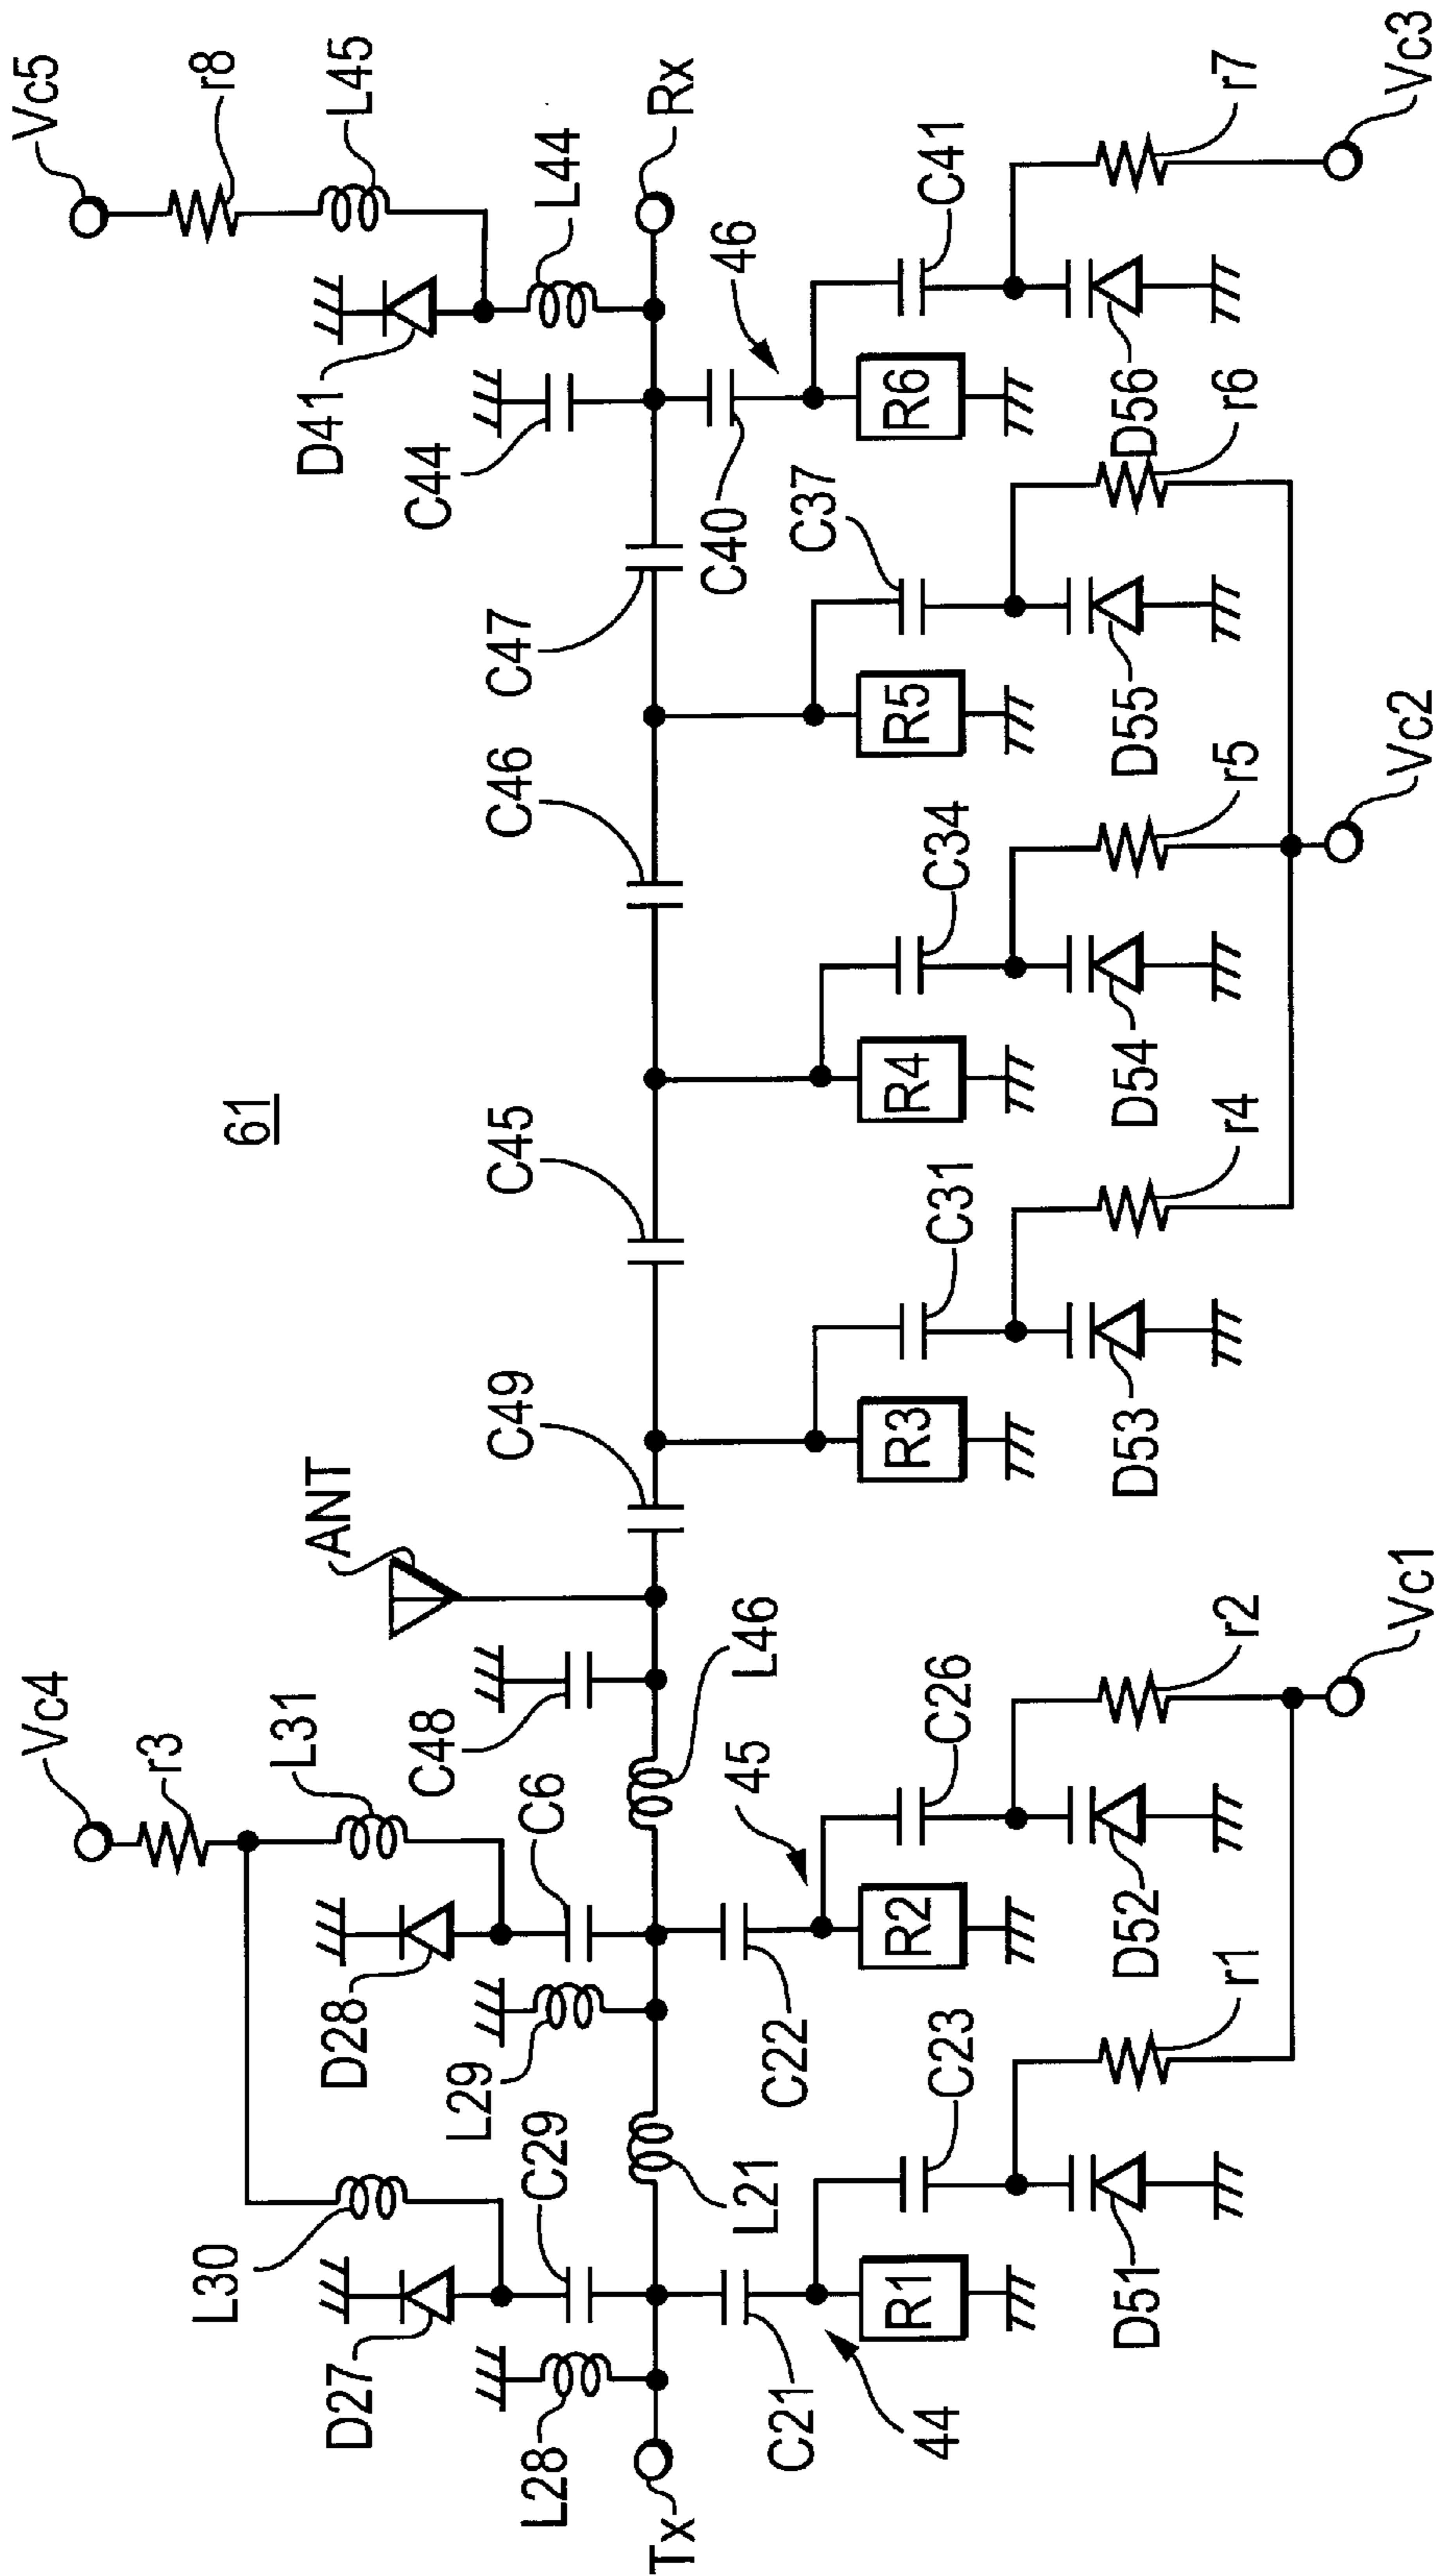 61
Vc4
r3
L31
L30
D27
D28
L29
C29
C6
L28
C48
ANT
C49
C45
C46
C47
C44
D41
Vc5
r8
L45
L44
Rx
Tx
L21
L46
C21
44
R1
C23
D51
r1
C22
45
R2
C26
D52
r2
Vc1
R3
C31
D53
r4
R4
C34
D54
r5
Vc2
R5
C37
D55
r6
C40
46
R6
C41
D56
r7
Vc3